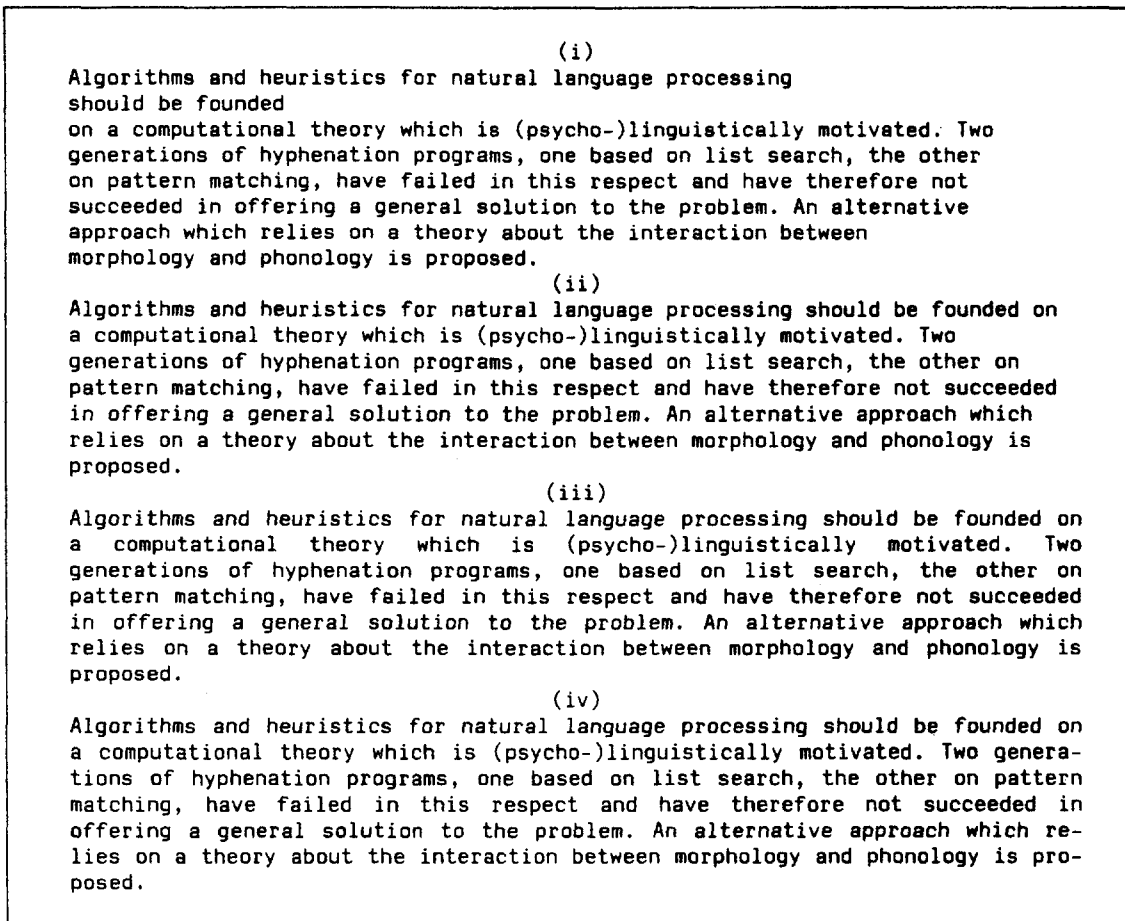 (i)
Algorithms and heuristics for natural language processing
should be founded
on a computational theory which is (psycho-)linguistically motivated. Two
generations of hyphenation programs, one based on list search, the other
on pattern matching, have failed in this respect and have therefore not
succeeded in offering a general solution to the problem. An alternative
approach which relies on a theory about the interaction between
morphology and phonology is proposed.
(ii)
Algorithms and heuristics for natural language processing should be founded on
a computational theory which is (psycho-)linguistically motivated. Two
generations of hyphenation programs, one based on list search, the other on
pattern matching, have failed in this respect and have therefore not succeeded
in offering a general solution to the problem. An alternative approach which
relies on a theory about the interaction between morphology and phonology is
proposed.
(iii)
Algorithms and heuristics for natural language processing should be founded on
a computational theory which is (psycho-)linguistically motivated. Two
generations of hyphenation programs, one based on list search, the other on
pattern matching, have failed in this respect and have therefore not succeeded
in offering a general solution to the problem. An alternative approach which
relies on a theory about the interaction between morphology and phonology is
proposed.
(iv)
Algorithms and heuristics for natural language processing should be founded on
a computational theory which is (psycho-)linguistically motivated. Two genera-
tions of hyphenation programs, one based on list search, the other on pattern
matching, have failed in this respect and have therefore not succeeded in
offering a general solution to the problem. An alternative approach which re-
lies on a theory about the interaction between morphology and phonology is pro-
posed.